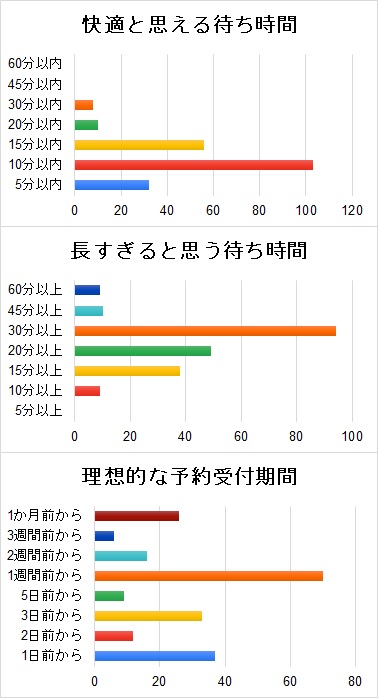 快適と思える待ち時間
60分以内
45分以内
30分以内
20分以内
15分以内
10分以内
5分以内
0 20 40 60 80 100 120
長すぎると思う待ち時間
60分以上
45分以上
30分以上
20分以上
15分以上
10分以上
5分以上
0 20 40 60 80 100
理想的な予約受付期間
1か月前から
3週間前から
2週間前から
1週間前から
5日前から
3日前から
2日前から
1日前から
0 20 40 60 80